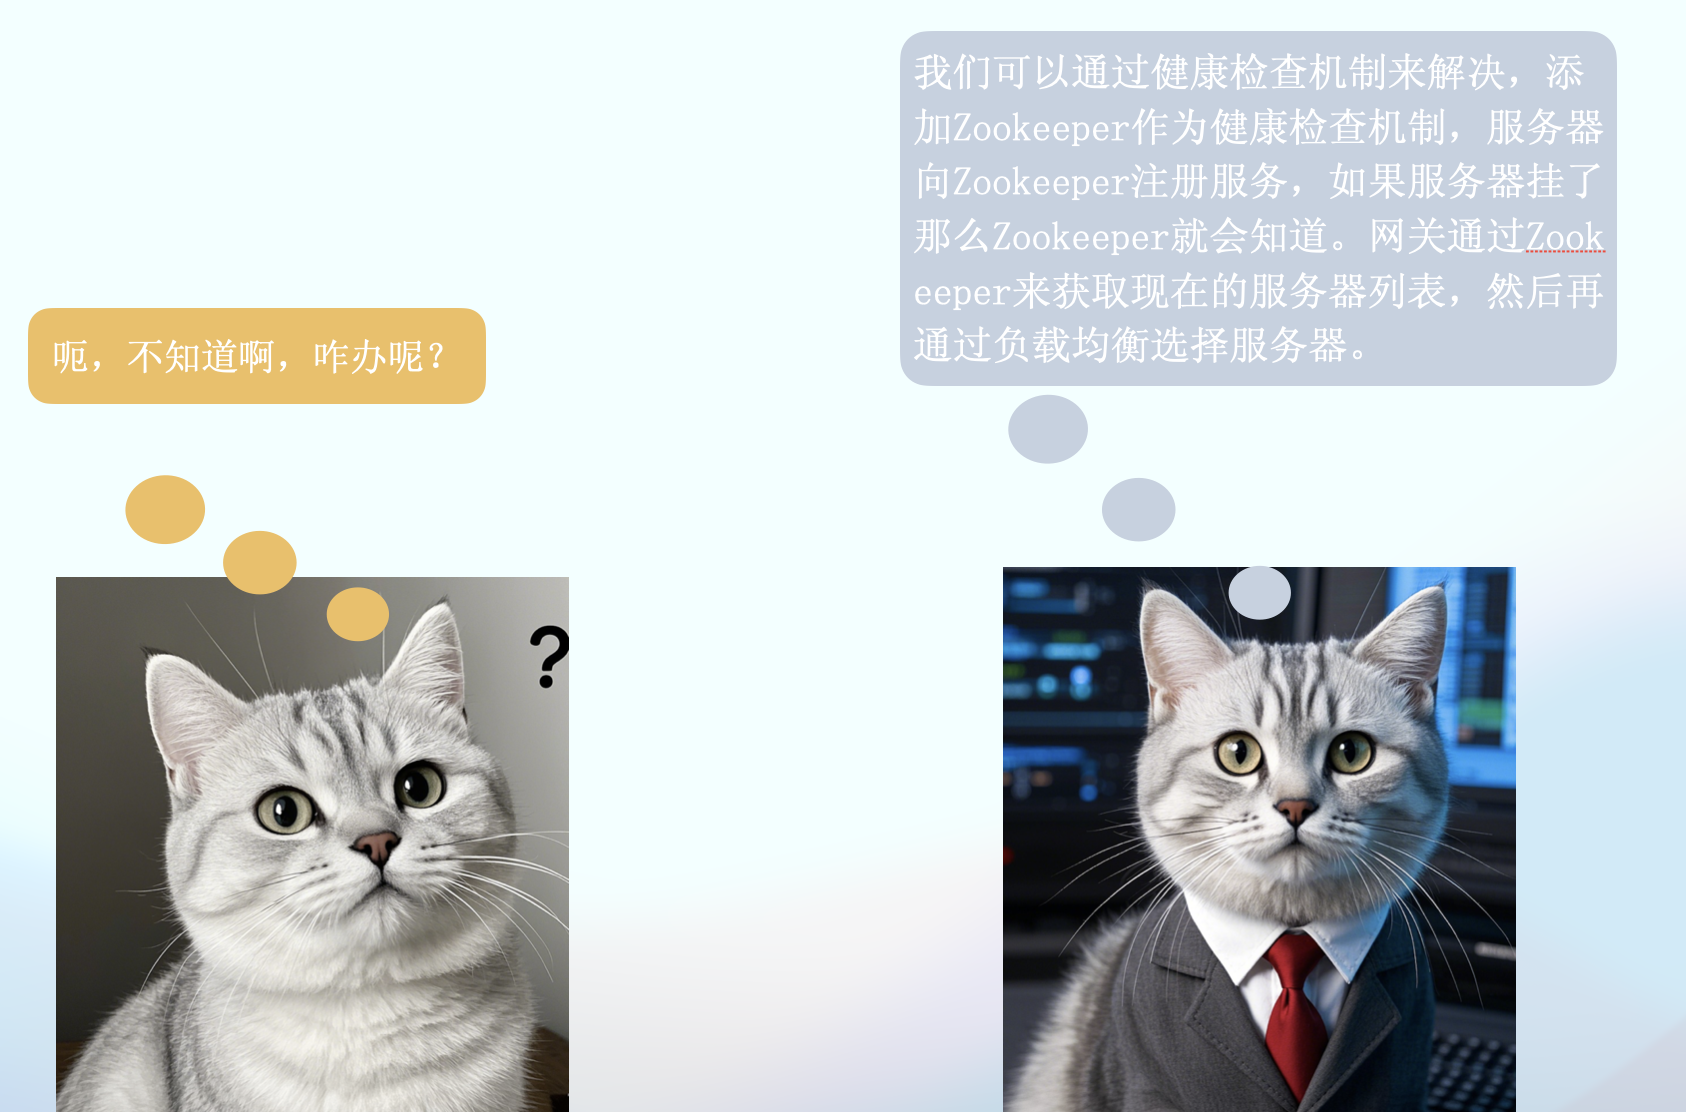 呃，不知道啊，咋办呢？
我们可以通过健康检查机制来解决，添
加Zookeeper作为健康检查机制，服务器
向Zookeeper注册服务，如果服务器挂了
那么Zookeeper就会知道。网关通过Zook
eeper来获取现在的服务器列表，然后再
通过负载均衡选择服务器。
?